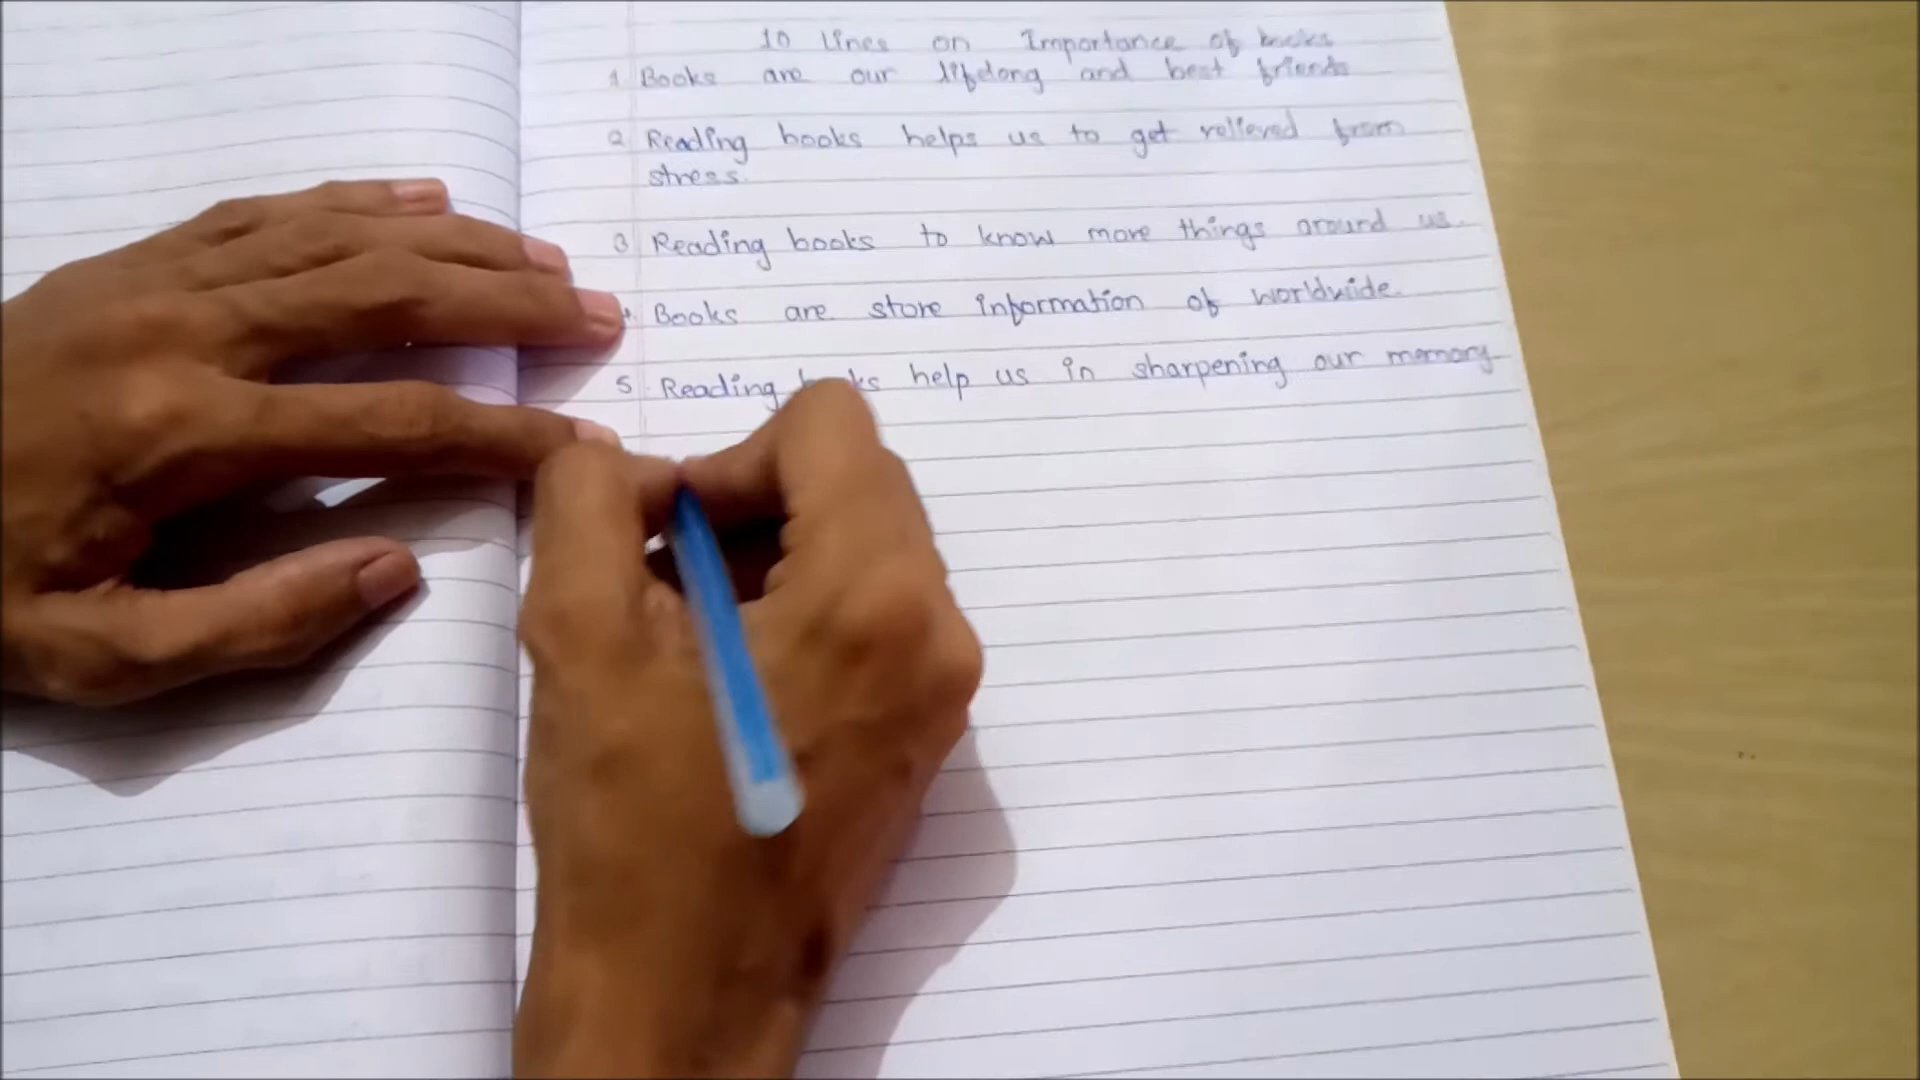 10 lines on Importance of books
1 Books are our lifelong and best friends
2 Reading books helps us to get relieved from
stress.
3 Reading books to know more things around us.
4. Books are store information of worldwide.
5 Reading books help us in sharpening our memory